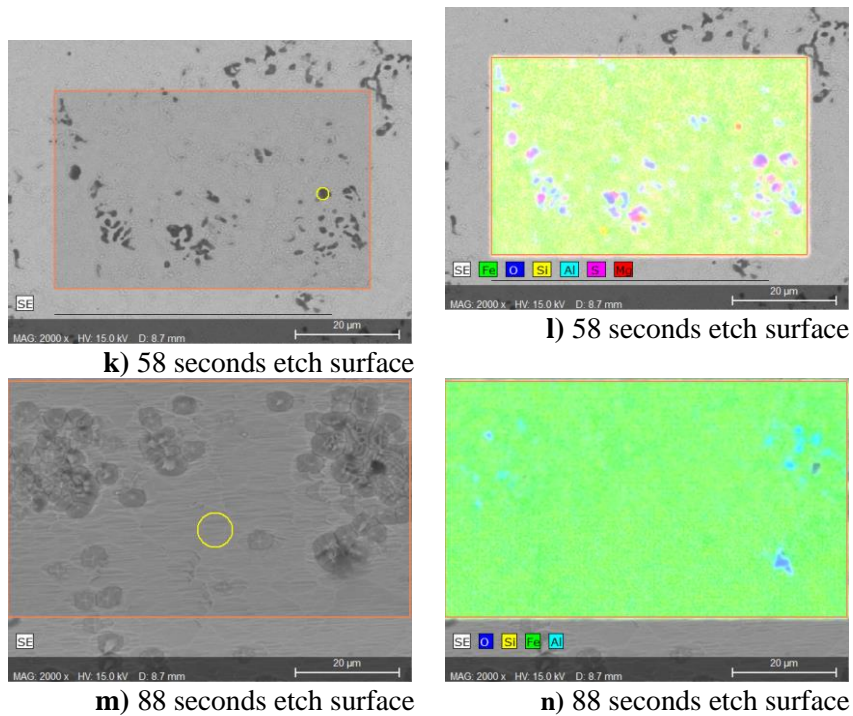 SE
MAG: 2000 x HV: 15.0 kV D: 8.7 mm
20 µm
k) 58 seconds etch surface
SE Fe O Si Al S Mg
MAG: 2000 x HV: 15.0 kV D: 8.7 mm
20 µm
l) 58 seconds etch surface
SE
MAG: 2000 x HV: 15.0 kV D: 8.7 mm
20 µm
m) 88 seconds etch surface
SE O Si Fe Al
MAG: 2000 x HV: 15.0 kV D: 8.7 mm
20 µm
n) 88 seconds etch surface